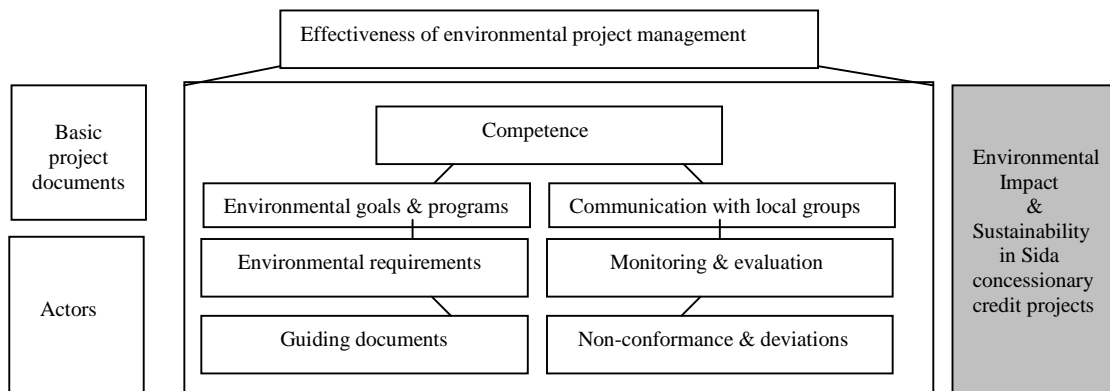 Effectiveness of environmental project management
Basic
project
documents
Actors
Competence
Environmental goals & programs
Communication with local groups
Environmental requirements
Monitoring & evaluation
Guiding documents
Non-conformance & deviations
Environmental
Impact
&
Sustainability
in Sida
concessionary
credit projects